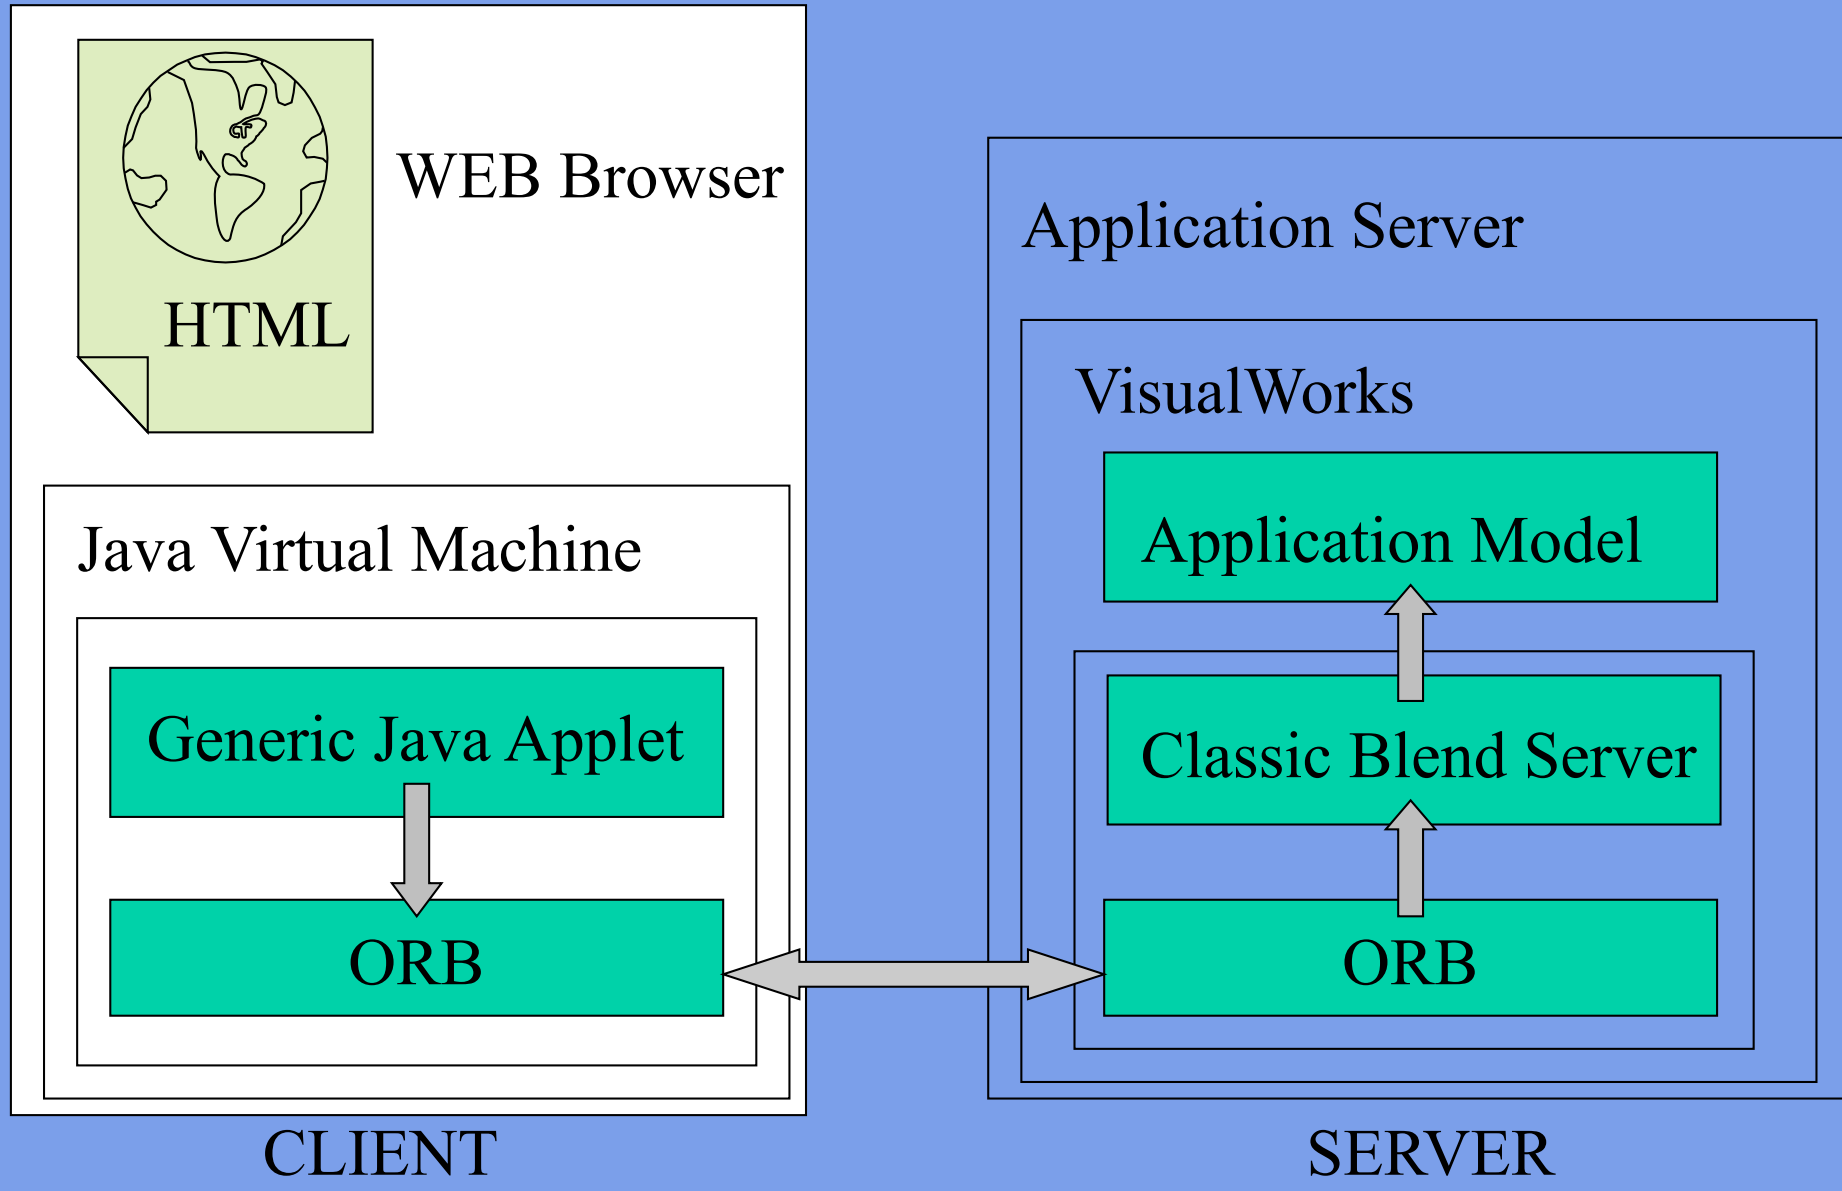 WEB Browser
HTML
Java Virtual Machine
Generic Java Applet
ORB
CLIENT
Application Server
VisualWorks
Application Model
Classic Blend Server
ORB
SERVER